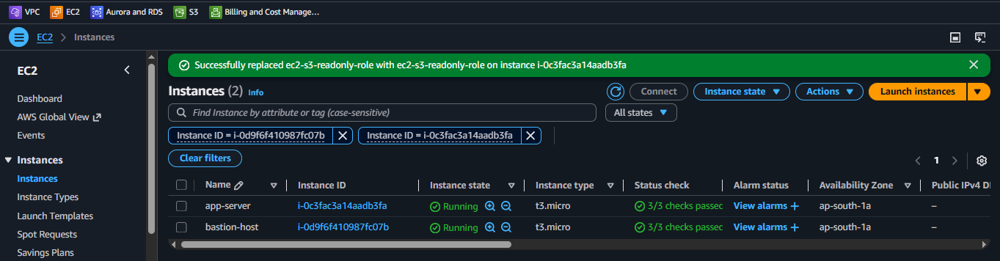 VPC EC2 Aurora and RDS S3 Billing and Cost Manage...
EC2 > Instances
EC2
Dashboard
AWS Global View
Events
Instances
Instances
Instance Types
Launch Templates
Spot Requests
Savings Plans
Successfully replaced ec2-s3-readonly-role with ec2-s3-readonly-role on instance i-0c3fac3a14aadb3fa
Instances (2) Info
Connect Instance state Actions Launch instances
Find Instance by attribute or tag (case-sensitive) All states
Instance ID = i-0d9f6f410987fc07b Instance ID = i-0c3fac3a14aadb3fa
Clear filters
1
Name Instance ID Instance state Instance type Status check Alarm status Availability Zone Public IPv4 D
app-server i-0c3fac3a14aadb3fa Running t3.micro 3/3 checks passed View alarms + ap-south-1a –
bastion-host i-0d9f6f410987fc07b Running t3.micro 3/3 checks passed View alarms + ap-south-1a –